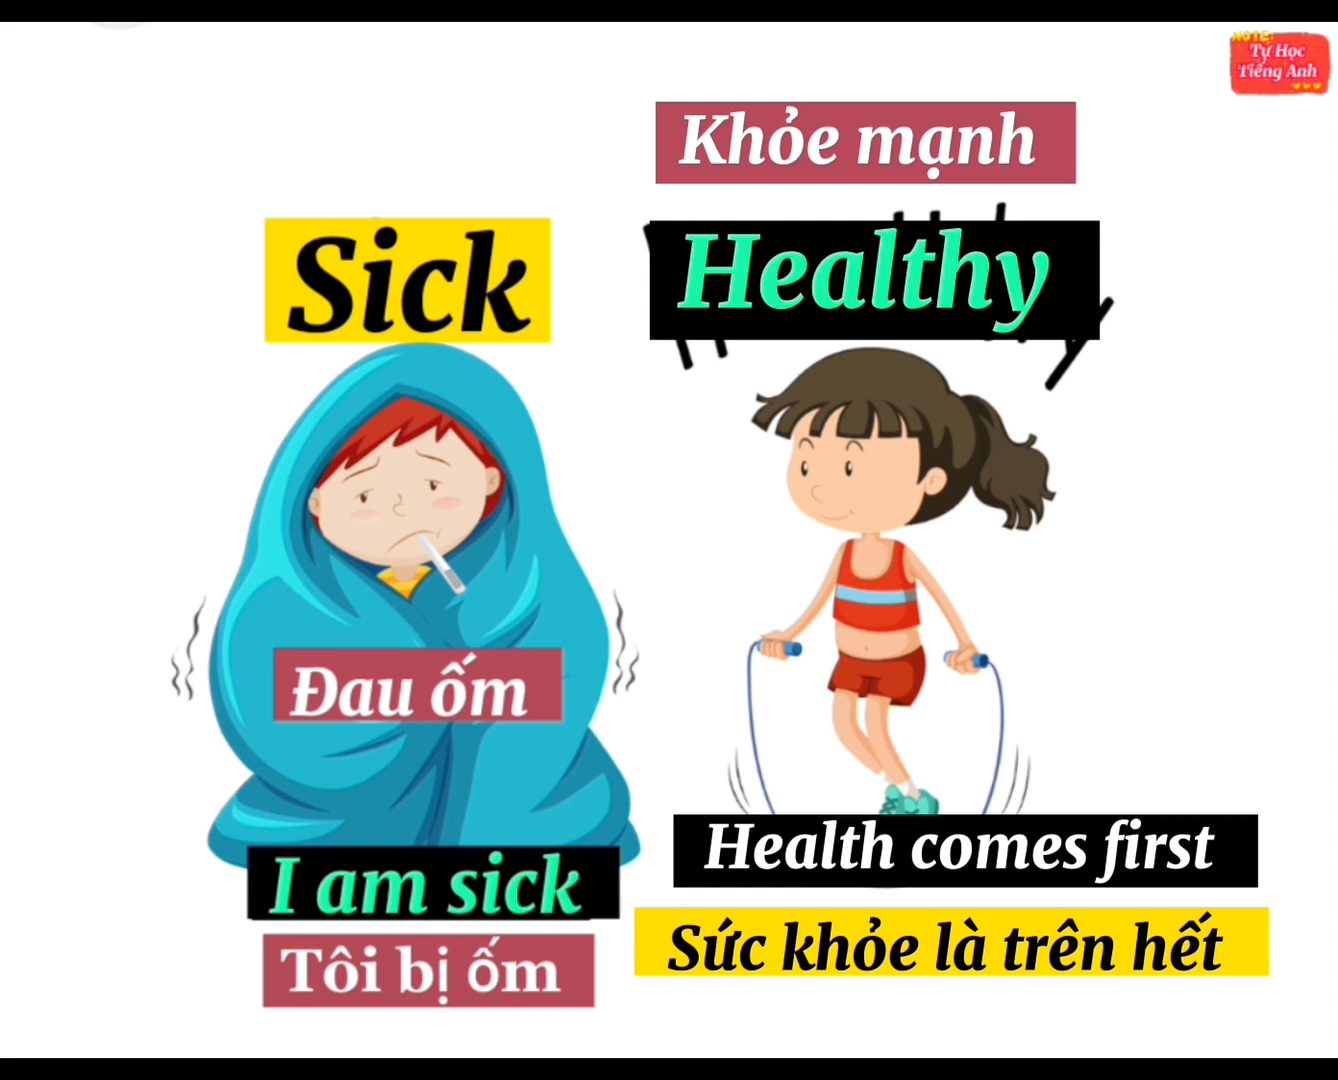 NOTE:
Tự Học
Tiếng Anh
Khỏe mạnh
Sick
Healthy
Đau ốm
I am sick
Tôi bị ốm
Health comes first
Sức khỏe là trên hết